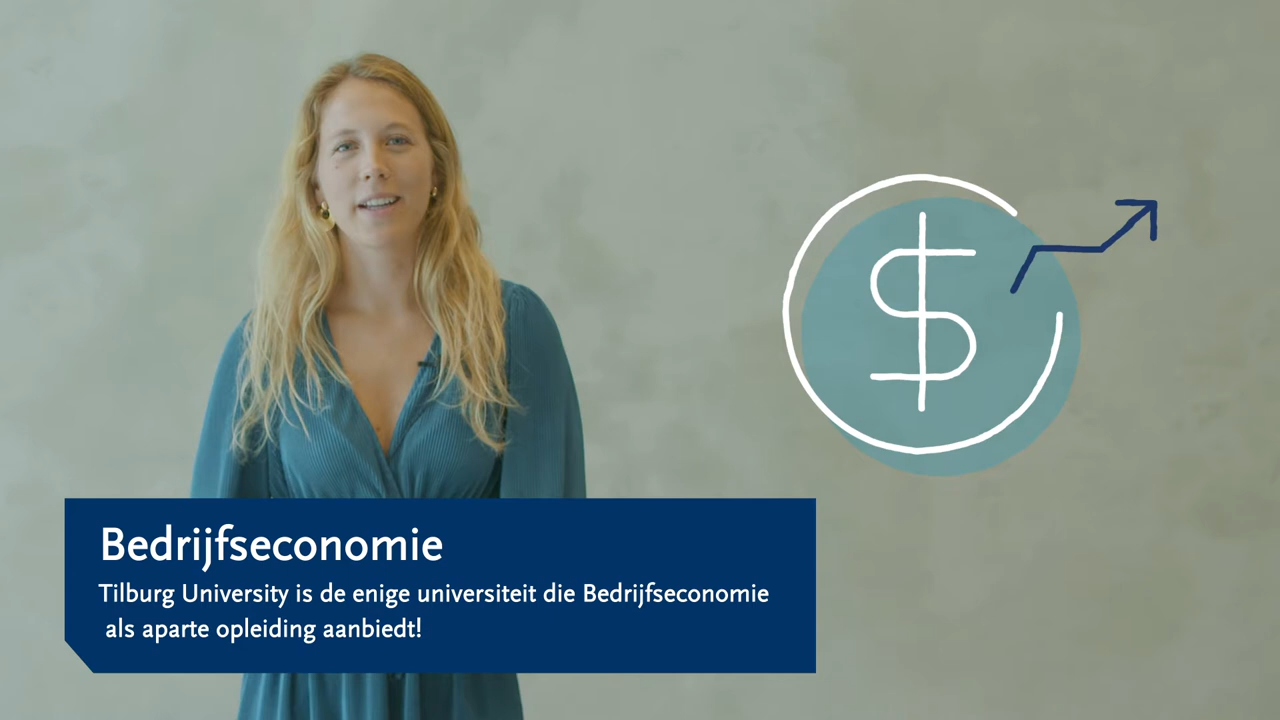 Bedrijfseconomie
Tilburg University is de enige universiteit die Bedrijfseconomie
als aparte opleiding aanbiedt!